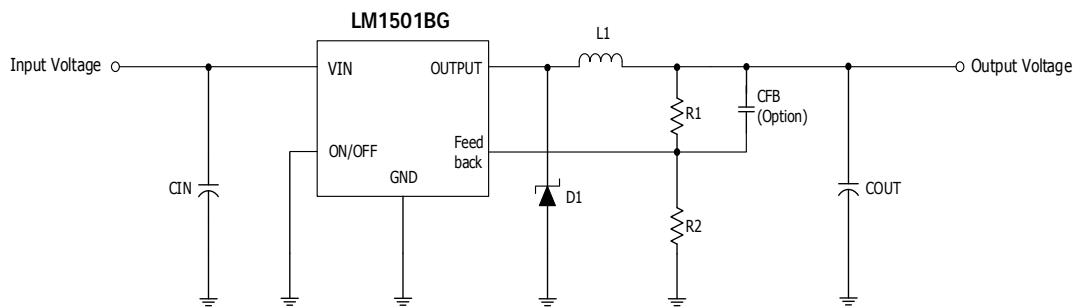 LM1501BG
L1
Input Voltage
VIN
OUTPUT
Output Voltage
CFB
(Option)
R1
ON/OFF
Feed
back
GND
CIN
D1
R2
COUT